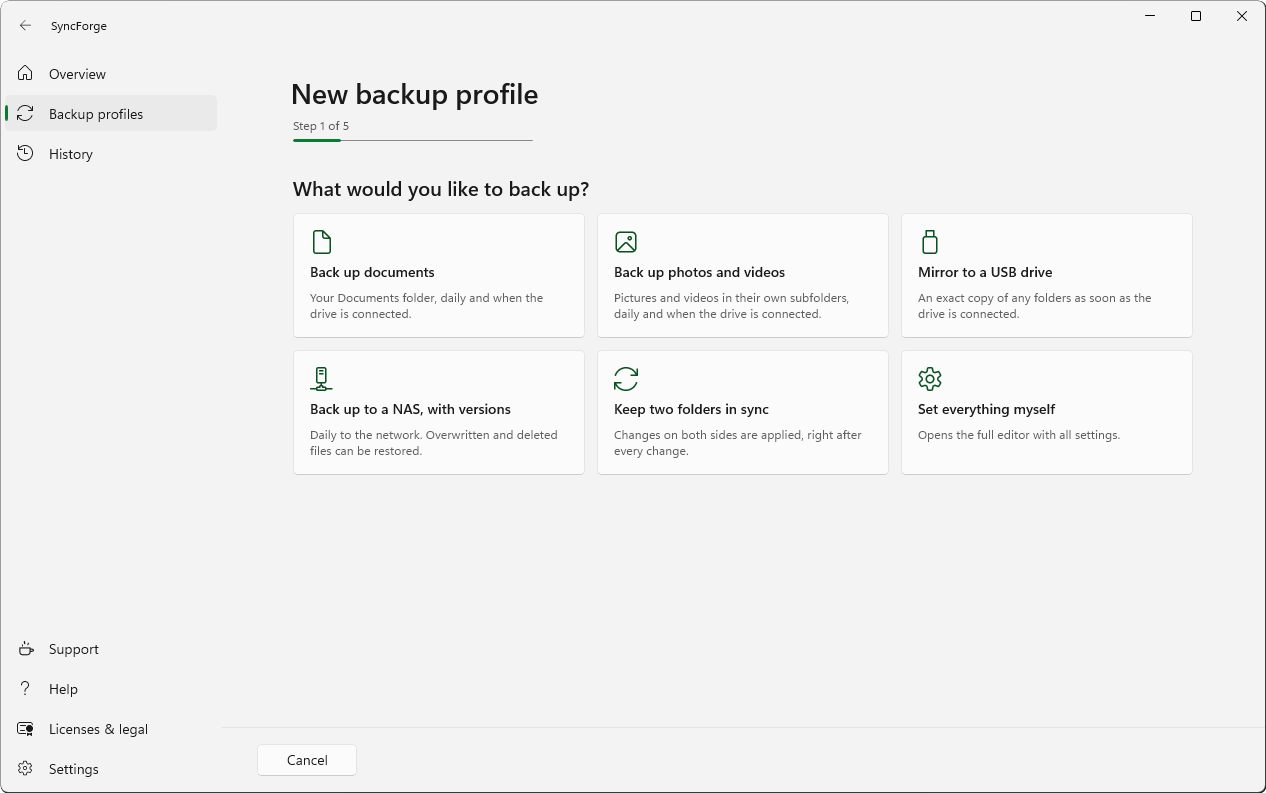 SyncForge
Overview
Backup profiles
History
New backup profile
Step 1 of 5
What would you like to back up?
Back up documents
Your Documents folder, daily and when the
drive is connected.
Back up photos and videos
Pictures and videos in their own subfolders,
daily and when the drive is connected.
Mirror to a USB drive
An exact copy of any folders as soon as the
drive is connected.
Back up to a NAS, with versions
Daily to the network. Overwritten and deleted
files can be restored.
Keep two folders in sync
Changes on both sides are applied, right after
every change.
Set everything myself
Opens the full editor with all settings.
Support
Help
Licenses & legal
Settings
Cancel